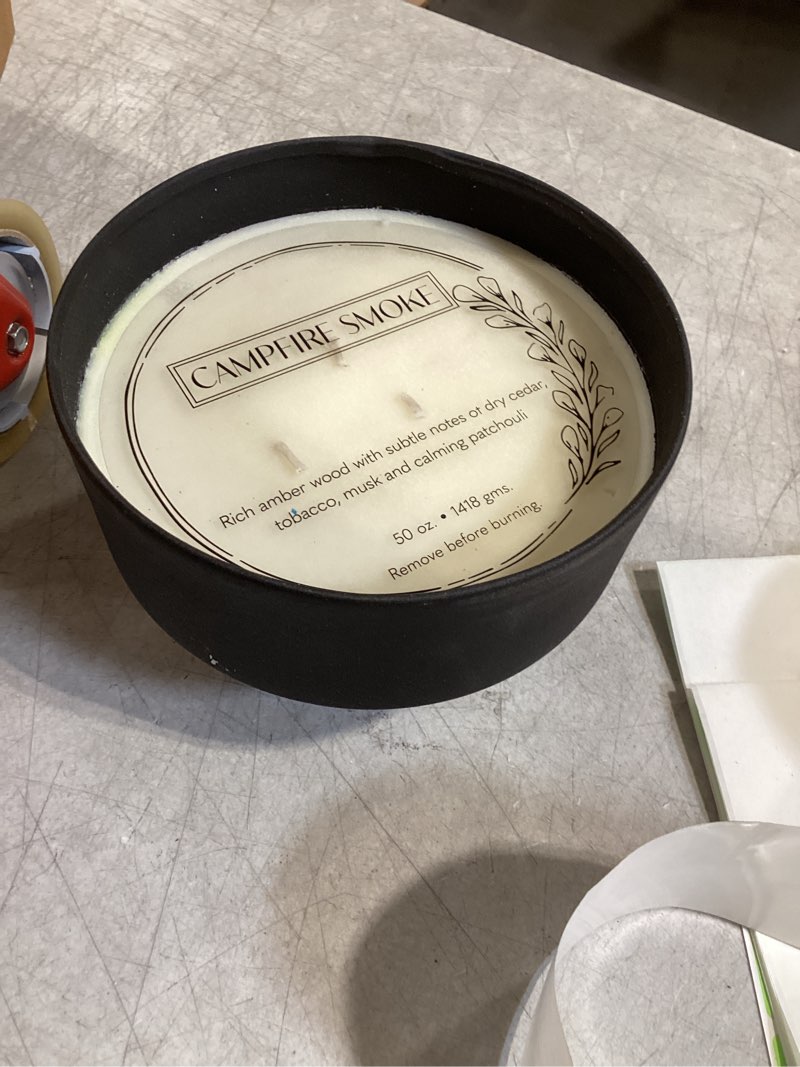 CAMPFIRE SMOKE
Rich amber wood with subtle notes of dry cedar,
tobacco, musk and calming patchouli
50 oz. • 1418 gms.
Remove before burning.